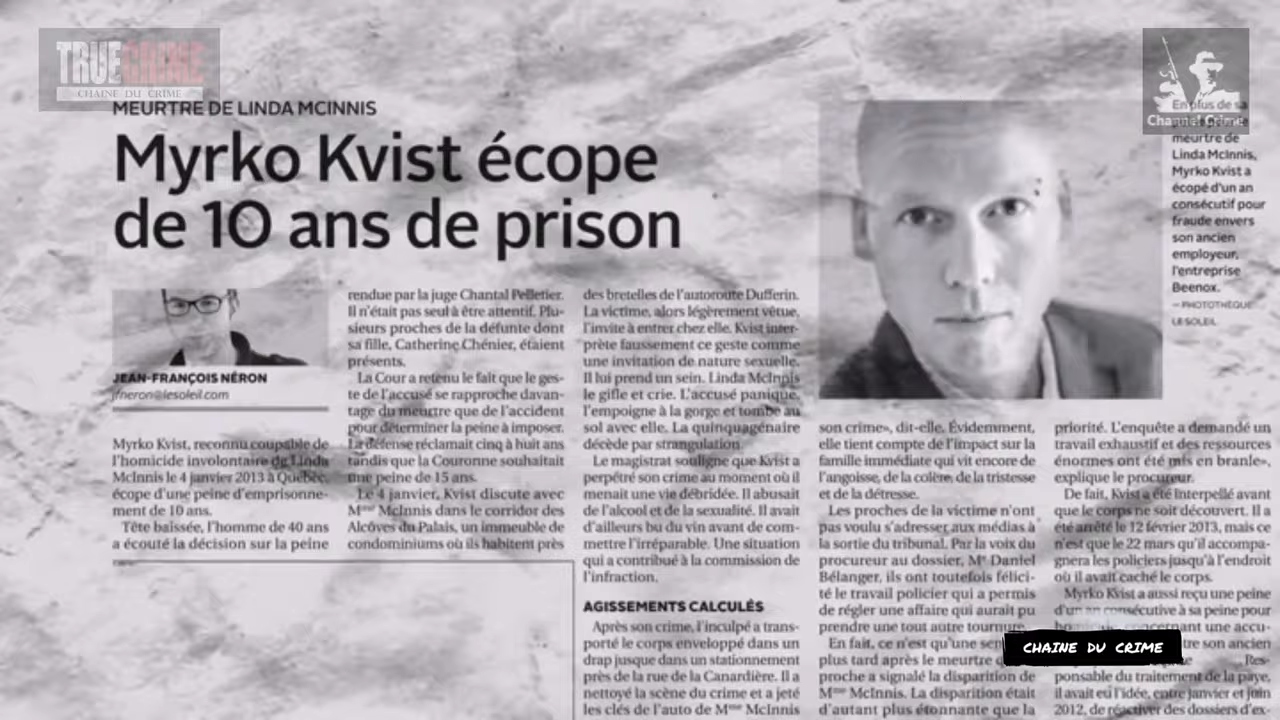 TRUECRIME
CHAINE DU CRIME
MEURTRE DE LINDA MCINNIS
Myrko Kvist écope
de 10 ans de prison
JEAN-FRANÇOIS NÉRON
jfneron@lesoleil.com
Myrko Kvist, reconnu coupable de
l'homicide involontaire de Linda
McInnis le 4 janvier 2013 à Québec,
écope d'une peine d'emprisonne-
ment de 10 ans.
Tête baissée, l'homme de 40 ans
a écouté la décision sur la peine
rendue par la juge Chantal Pelletier.
Il n'était pas seul à être attentif. Plu-
sieurs proches de la défunte dont
sa fille, Catherine Chénier, étaient
présents.
La Cour a retenu le fait que le ges-
te de l'accusé se rapproche davan-
tage du meurtre que de l'accident
pour déterminer la peine à imposer.
La défense réclamait cinq à huit ans
tandis que la Couronne souhaitait
une peine de 15 ans.
Le 4 janvier, Kvist discute avec
Mme McInnis dans le corridor des
Alcôves du Palais, un immeuble de
condominiums où ils habitent près
des bretelles de l'autoroute Dufferin.
La victime, alors légèrement vêtue,
l'invite à entrer chez elle. Kvist inter-
prète faussement ce geste comme
une invitation de nature sexuelle.
Il lui prend un sein. Linda McInnis
le gifle et crie. L'accusé panique,
l'empoigne à la gorge et tombe au
sol avec elle. La quinquagénaire
décède par strangulation.
Le magistrat souligne que Kvist a
perpétré son crime au moment où il
menait une vie débridée. Il abusait
de l'alcool et de la sexualité. Il avait
d'ailleurs bu du vin avant de com-
mettre l'irréparable. Une situation
qui a contribué à la commission de
l'infraction.
AGISSEMENTS CALCULÉS
Après son crime, l'inculpé a trans-
porté le corps enveloppé dans un
drap jusque dans un stationnement
près de la rue de la Canardière. Il a
nettoyé la scène du crime et a jeté
les clés de l'auto de Mme McInnis
son crime», dit-elle. Évidemment,
elle tient compte de l'impact sur la
famille immédiate qui vit encore de
l'angoisse, de la colère, de la tristesse
et de la détresse.
Les proches de la victime n'ont
pas voulu s'adresser aux médias à
la sortie du tribunal. Par la voix du
procureur au dossier, Me Daniel
Bélanger, ils ont toutefois félici-
té le travail policier qui a permis
de régler une affaire qui aurait pu
prendre une tout autre tournure.
En fait, ce n'est qu'une
plus tard après le meurtre
proche a signalé la disparition de
Mme McInnis. La disparition était
d'autant plus étonnante que la
priorité. L'enquête a demandé un
travail exhaustif et des ressources
énormes ont été mis en branle»,
explique le procureur.
De fait, Kvist a été interpellé avant
que le corps ne soit découvert. Il a
été arrêté le 12 février 2013, mais ce
n'est que le 22 mars qu'il accompa-
gnera les policiers jusqu'à l'endroit
où il avait caché le corps.
Myrko Kvist a aussi reçu une peine
d'un an consécutive à sa peine pour
homicide, concernant une accu-
son ancien
Res-
ponsable du traitement de la paye,
il avait eu l'idée, entre janvier et juin
2012, de réactiver des dossiers d'ex-
En plus de sa
meurtre de
Linda McInnis,
Myrko Kvist a
écopé d'un an
consécutif pour
fraude envers
son ancien
employeur,
l'entreprise
Beenox.
— PHOTOTHÈQUE
LE SOLEIL
Channel Crime
CHAINE DU CRIME